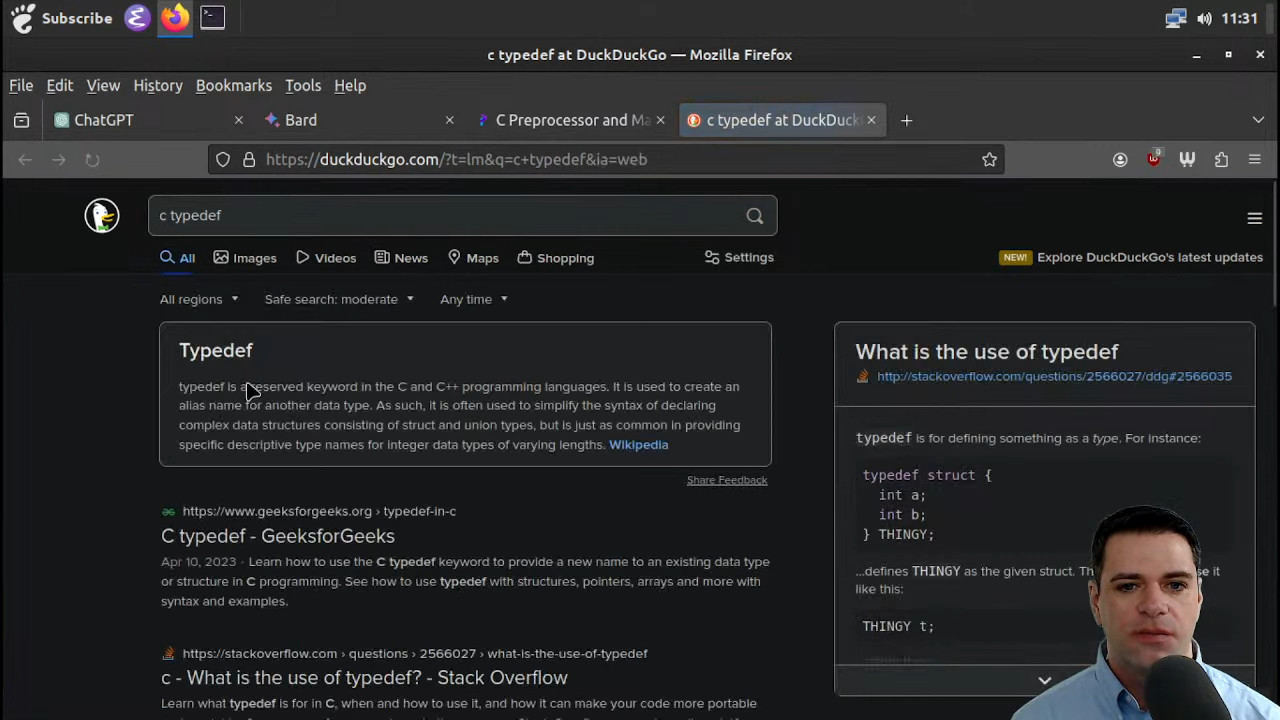 Subscribe
11:31
c typedef at DuckDuckGo — Mozilla Firefox
File Edit View History Bookmarks Tools Help
ChatGPT
Bard
C Preprocessor and Ma
c typedef at DuckDuck
https://duckduckgo.com/?t=lm&q=c+typedef&ia=web
0
c typedef
All Images Videos News Maps Shopping Settings
NEW! Explore DuckDuckGo's latest updates
All regions Safe search: moderate Any time
Typedef
typedef is a reserved keyword in the C and C++ programming languages. It is used to create an
alias name for another data type. As such, it is often used to simplify the syntax of declaring
complex data structures consisting of struct and union types, but is just as common in providing
specific descriptive type names for integer data types of varying lengths. Wikipedia
Share Feedback
https://www.geeksforgeeks.org › typedef-in-c
C typedef - GeeksforGeeks
Apr 10, 2023 Learn how to use the C typedef keyword to provide a new name to an existing data type
or structure in C programming. See how to use typedef with structures, pointers, arrays and more with
syntax and examples.
https://stackoverflow.com › questions › 2566027 › what-is-the-use-of-typedef
c - What is the use of typedef? - Stack Overflow
Learn what typedef is for in C, when and how to use it, and how it can make your code more portable
What is the use of typedef
http://stackoverflow.com/questions/2566027/ddg#2566035
typedef is for defining something as a type. For instance:
typedef struct {
int a;
int b;
} THINGY;
...defines THINGY as the given struct. it
like this:
THINGY t;